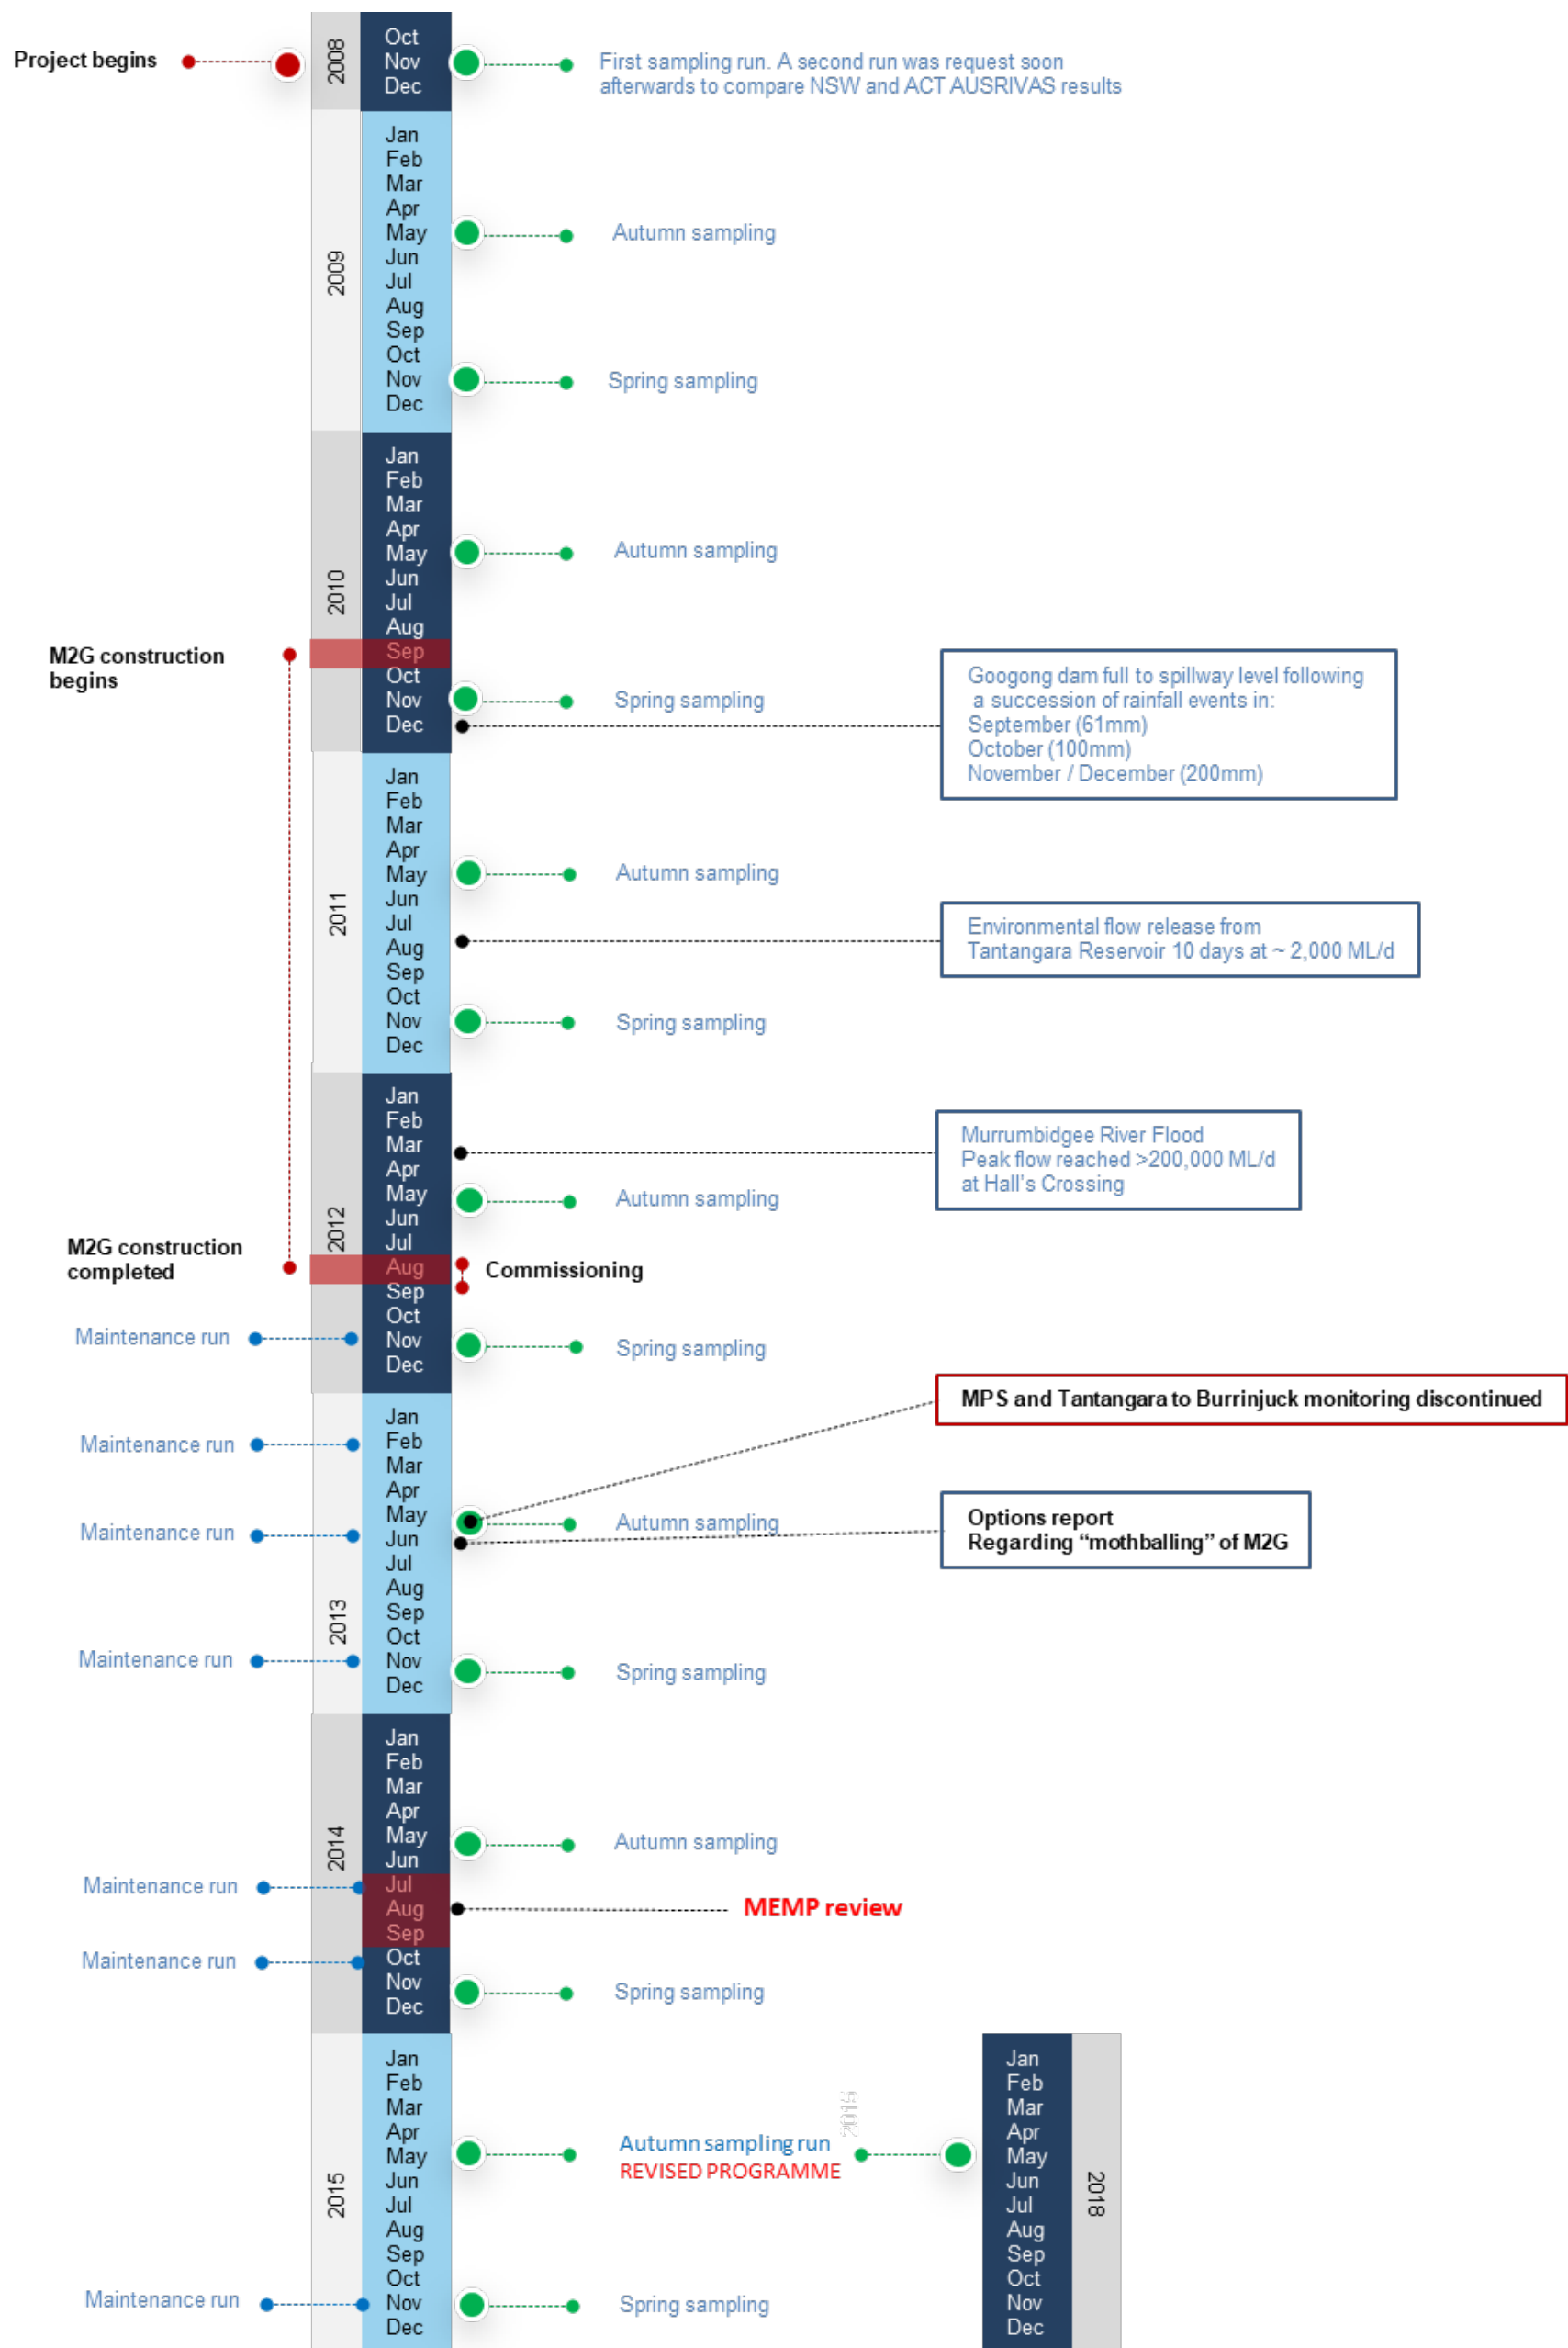 Project begins
2008
Oct
Nov
Dec
First sampling run. A second run was request soon
afterwards to compare NSW and ACT AUSRIVAS results
2009
Jan
Feb
Mar
Apr
May
Jun
Jul
Aug
Sep
Oct
Nov
Dec
Autumn sampling
Spring sampling
2010
Jan
Feb
Mar
Apr
May
Jun
Jul
Aug
Sep
Oct
Nov
Dec
Autumn sampling
M2G construction
begins
Spring sampling
Googong dam full to spillway level following
a succession of rainfall events in:
September (61mm)
October (100mm)
November / December (200mm)
2011
Jan
Feb
Mar
Apr
May
Jun
Jul
Aug
Sep
Oct
Nov
Dec
Autumn sampling
Environmental flow release from
Tantangara Reservoir 10 days at ~ 2,000 ML/d
Spring sampling
2012
Jan
Feb
Mar
Apr
May
Jun
Jul
Aug
Sep
Oct
Nov
Dec
Murrumbidgee River Flood
Peak flow reached >200,000 ML/d
at Hall's Crossing
Autumn sampling
M2G construction
completed
Commissioning
Maintenance run
Spring sampling
2013
Jan
Feb
Mar
Apr
May
Jun
Jul
Aug
Sep
Oct
Nov
Dec
MPS and Tantangara to Burrinjuck monitoring discontinued
Maintenance run
Maintenance run
Autumn sampling
Options report
Regarding “mothballing” of M2G
Maintenance run
Spring sampling
2014
Jan
Feb
Mar
Apr
May
Jun
Jul
Aug
Sep
Oct
Nov
Dec
Autumn sampling
Maintenance run
MEMP review
Maintenance run
Spring sampling
2015
Jan
Feb
Mar
Apr
May
Jun
Jul
Aug
Sep
Oct
Nov
Dec
Autumn sampling run
REVISED PROGRAMME
Maintenance run
Spring sampling
Jan
Feb
Mar
Apr
May
Jun
Jul
Aug
Sep
Oct
Nov
Dec
2018